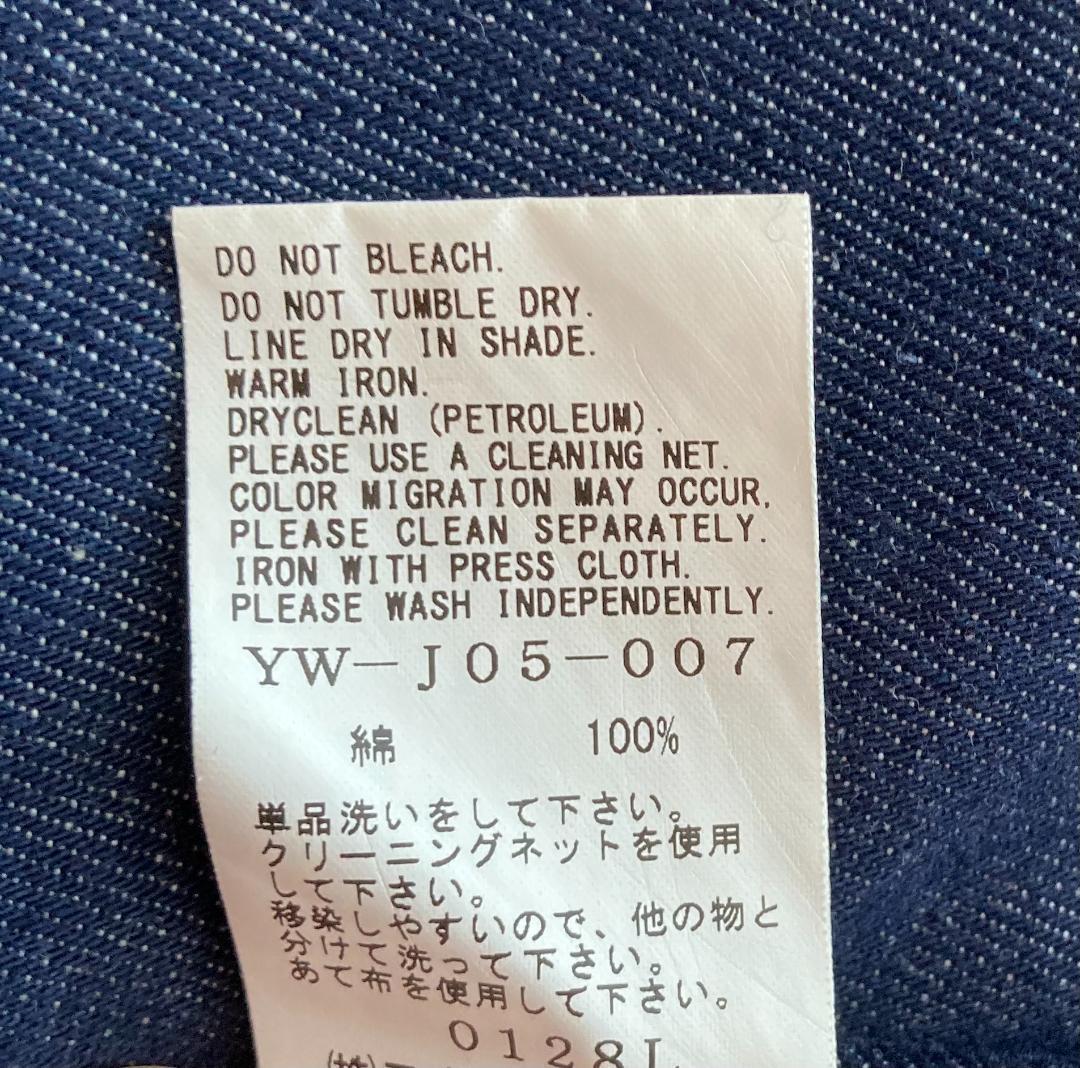 DO NOT BLEACH.
DO NOT TUMBLE DRY.
LINE DRY IN SHADE.
WARM IRON.
DRYCLEAN (PETROLEUM).
PLEASE USE A CLEANING NET.
COLOR MIGRATION MAY OCCUR.
PLEASE CLEAN SEPARATELY.
IRON WITH PRESS CLOTH.
PLEASE WASH INDEPENDENTLY.
YW-J05-007
綿 100%
単品洗いをして下さい。
クリーニングネットを使用
して下さい。
移染しやすいので、他の物と
分けて洗って下さい。
あて布を使用して下さい。